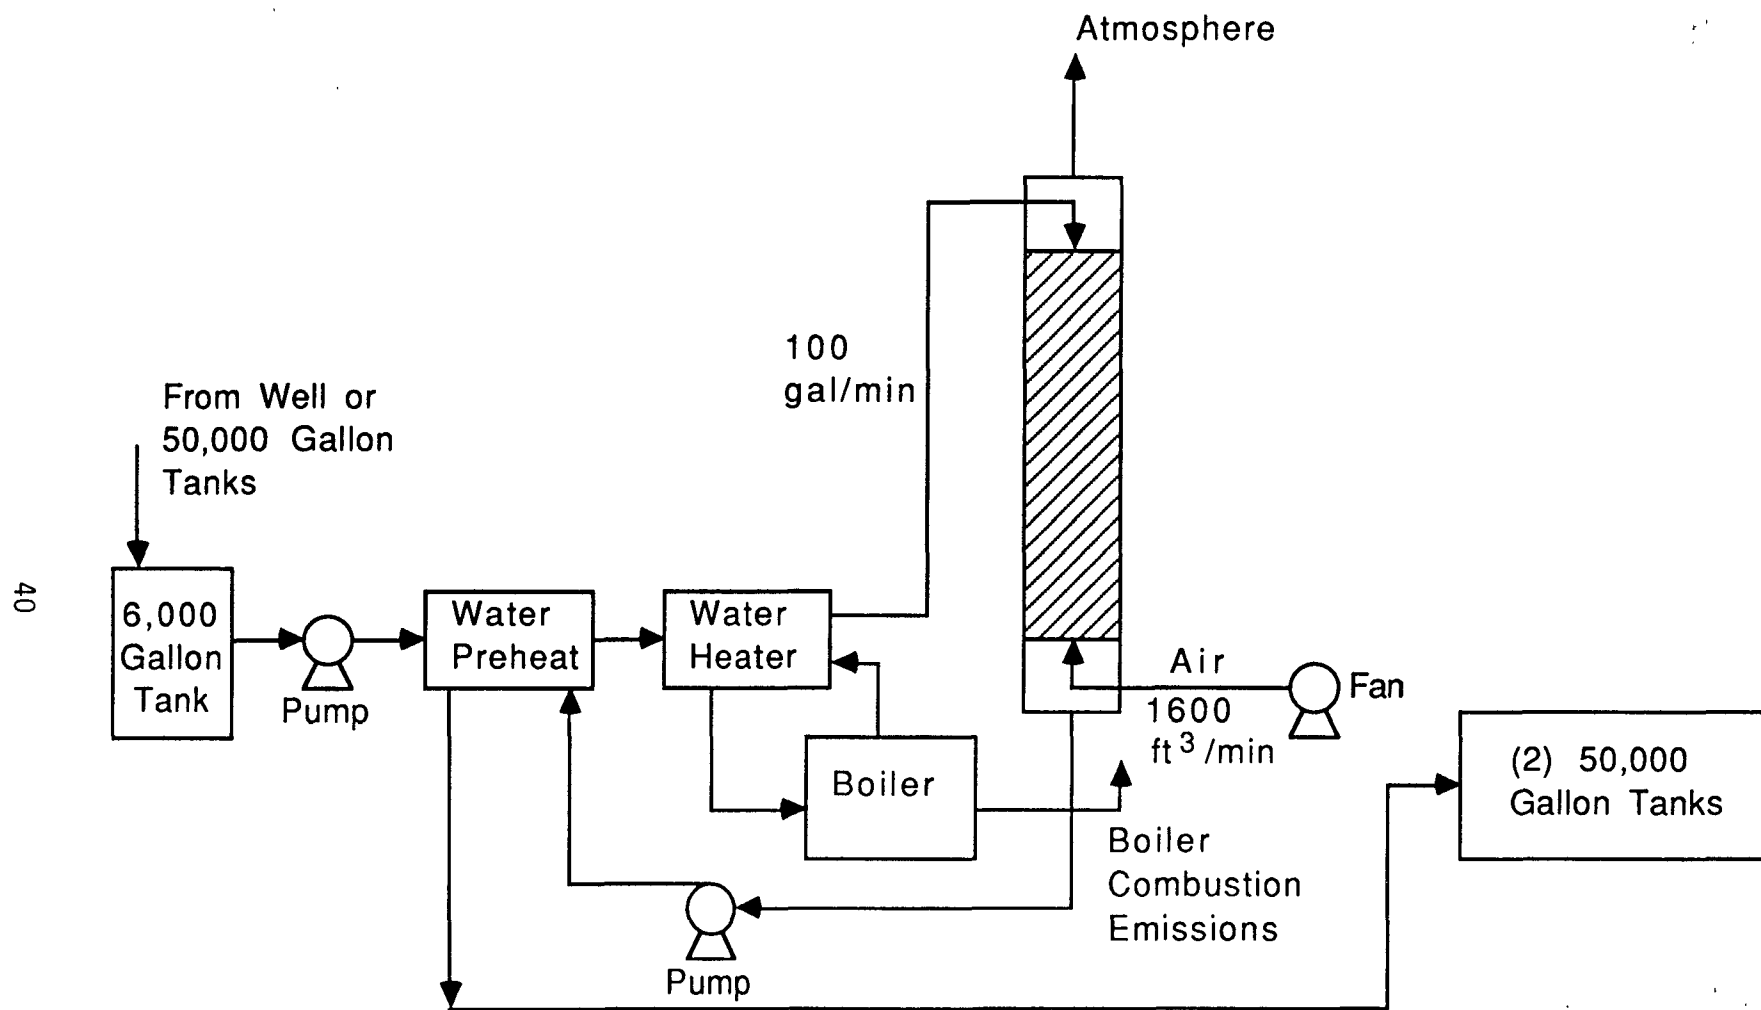 Atmosphere
100
gal/min
From Well or
50,000 Gallon
Tanks
40
6,000
Gallon
Tank
Pump
Water
Preheat
Water
Heater
Air
1600
ft³/min
Fan
Boiler
(2) 50,000
Gallon Tanks
Boiler
Combustion
Emissions
Pump